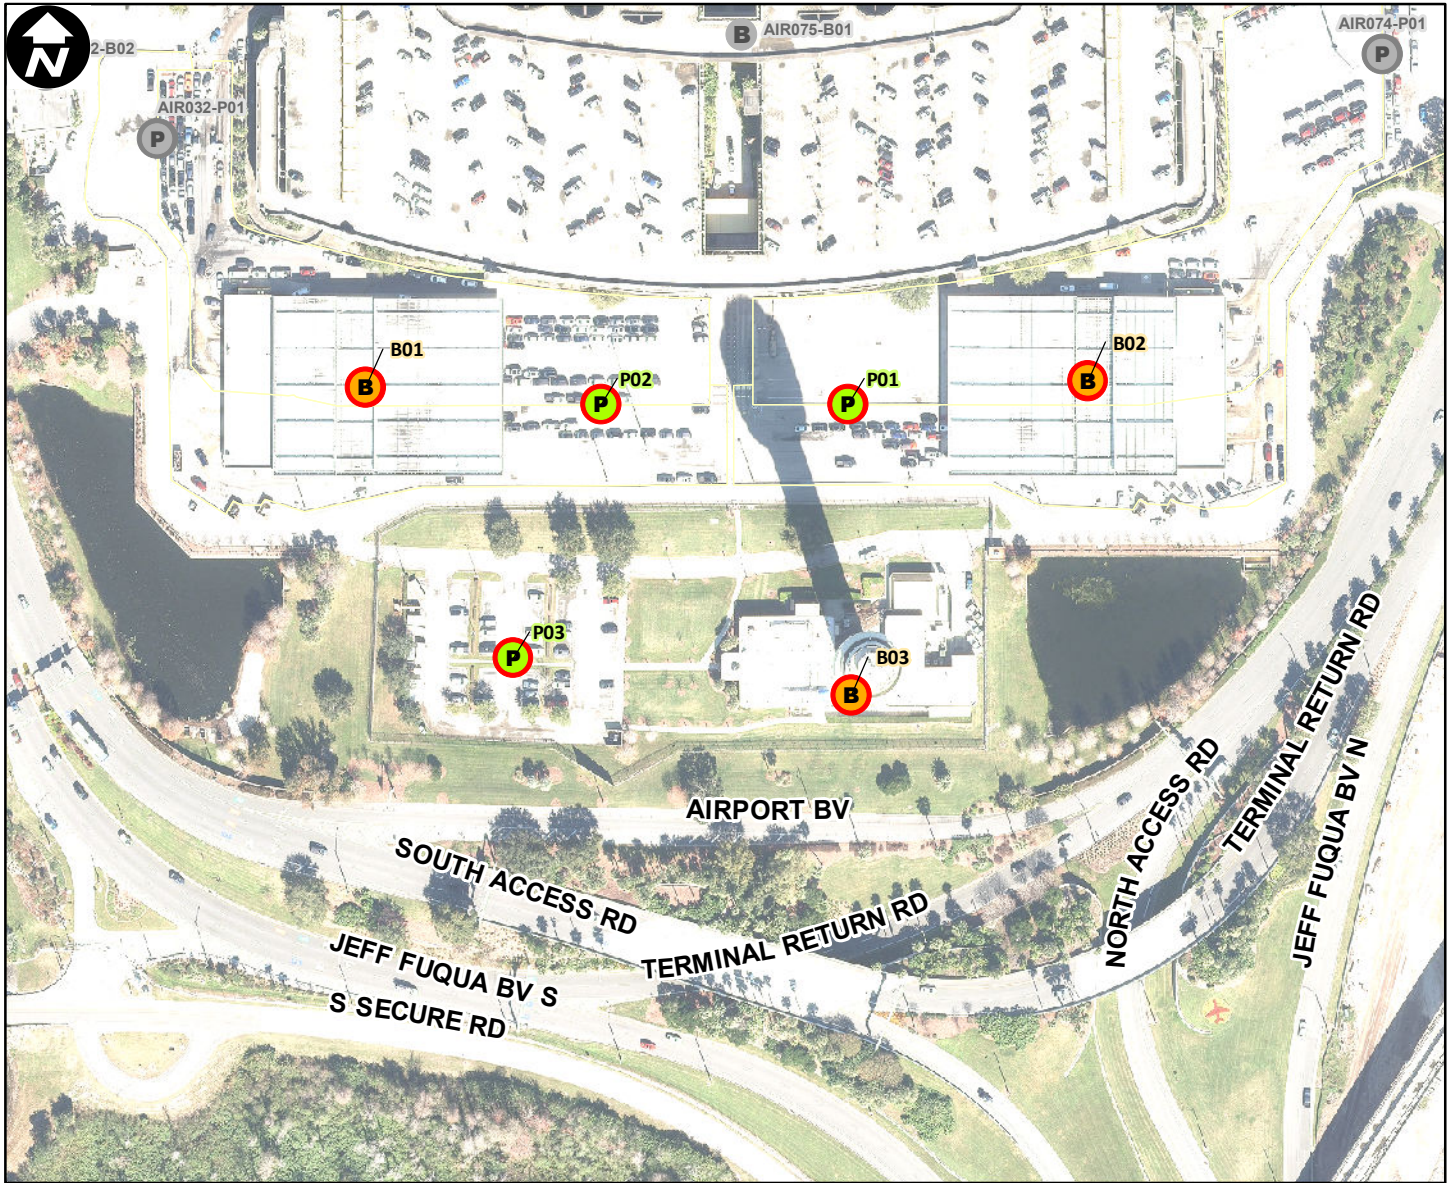 N
2-B02
B
AIR075-B01
AIR074-P01
P
AIR032-P01
P
B01
B
B02
B
P02
P
P01
P
P03
P
B03
B
AIRPORT BV
SOUTH ACCESS RD
TERMINAL RETURN RD
NORTH ACCESS RD
TERMINAL RETURN RD
JEFF FUQUA BV N
JEFF FUQUA BV S
S SECURE RD